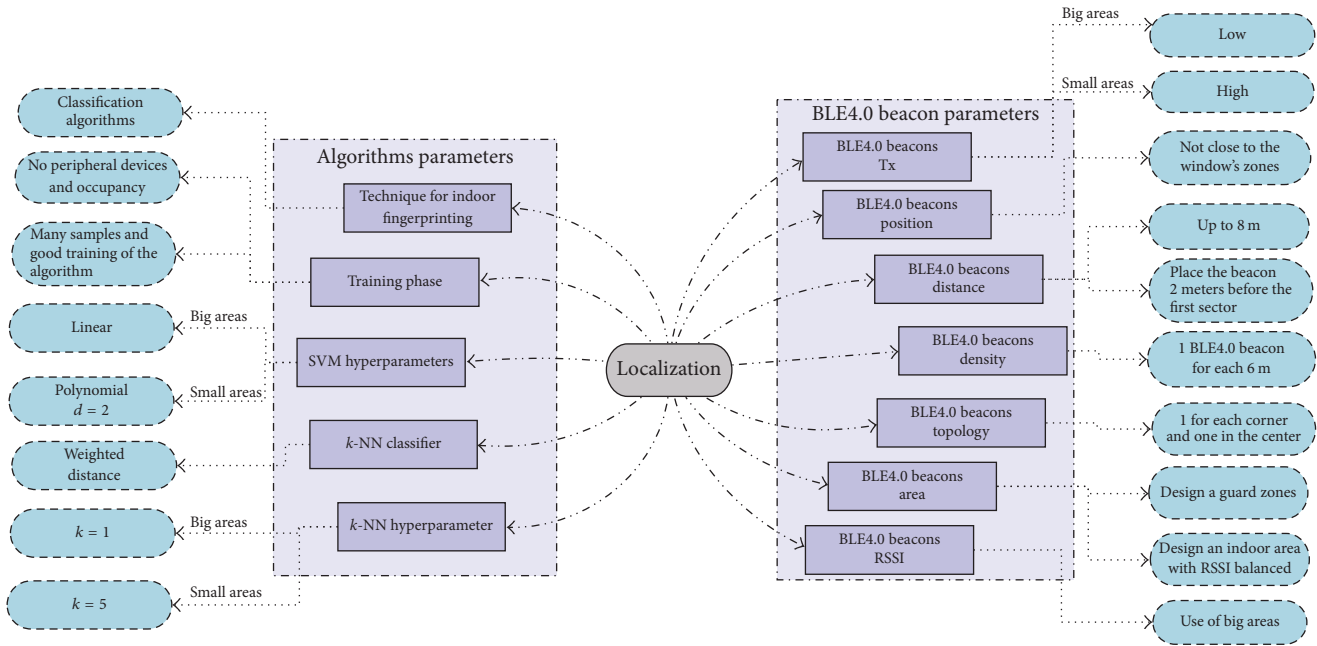 Classification
algorithms
No peripheral devices
and occupancy
Many samples and
good training of the
algorithm
Linear
Polynomial
d = 2
Weighted
distance
k = 1
k = 5
Big areas
Small areas
Big areas
Small areas
Algorithms parameters
Technique for indoor
fingerprinting
Training phase
SVM hyperparameters
k-NN classifier
k-NN hyperparameter
Localization
BLE4.0 beacon parameters
BLE4.0 beacons
Tx
BLE4.0 beacons
position
BLE4.0 beacons
distance
BLE4.0 beacons
density
BLE4.0 beacons
topology
BLE4.0 beacons
area
BLE4.0 beacons
RSSI
Big areas
Small areas
Low
High
Not close to the
window's zones
Up to 8 m
Place the beacon
2 meters before the
first sector
1 BLE4.0 beacon
for each 6 m
1 for each corner
and one in the center
Design a guard zones
Design an indoor area
with RSSI balanced
Use of big areas